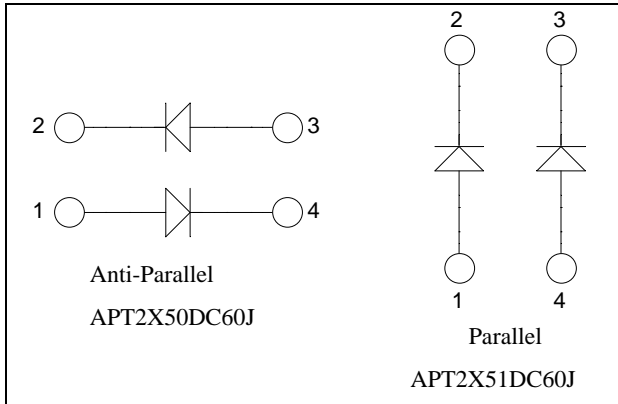 2 3
1 4
Anti-Parallel
APT2X50DC60J
2 3
1 4
Parallel
APT2X51DC60J